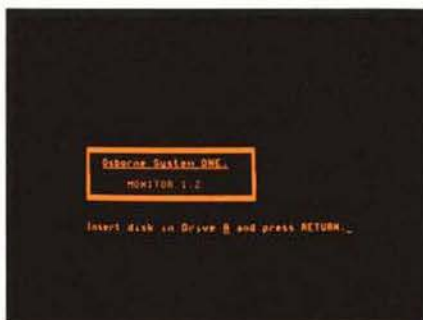 Osborne System ONE.
MONITOR 1.2
Insert disk in Drive A and press RETURN._